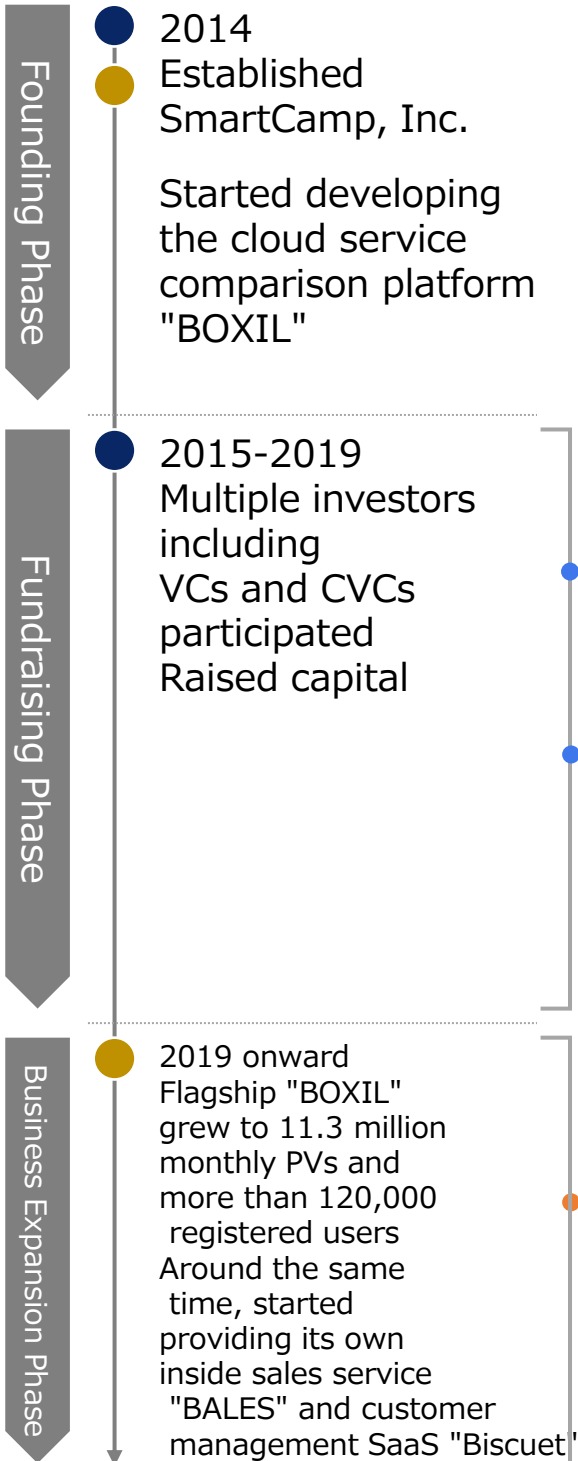 Founding Phase
2014
Established
SmartCamp, Inc.
Started developing
the cloud service
comparison platform
"BOXIL"
Fundraising Phase
2015-2019
Multiple investors
including
VCs and CVCs
participated
Raised capital
Business Expansion Phase
2019 onward
Flagship "BOXIL"
grew to 11.3 million
monthly PVs and
more than 120,000
registered users
Around the same
time, started
providing its own
inside sales service
"BALES" and customer
management SaaS "Biscuet"